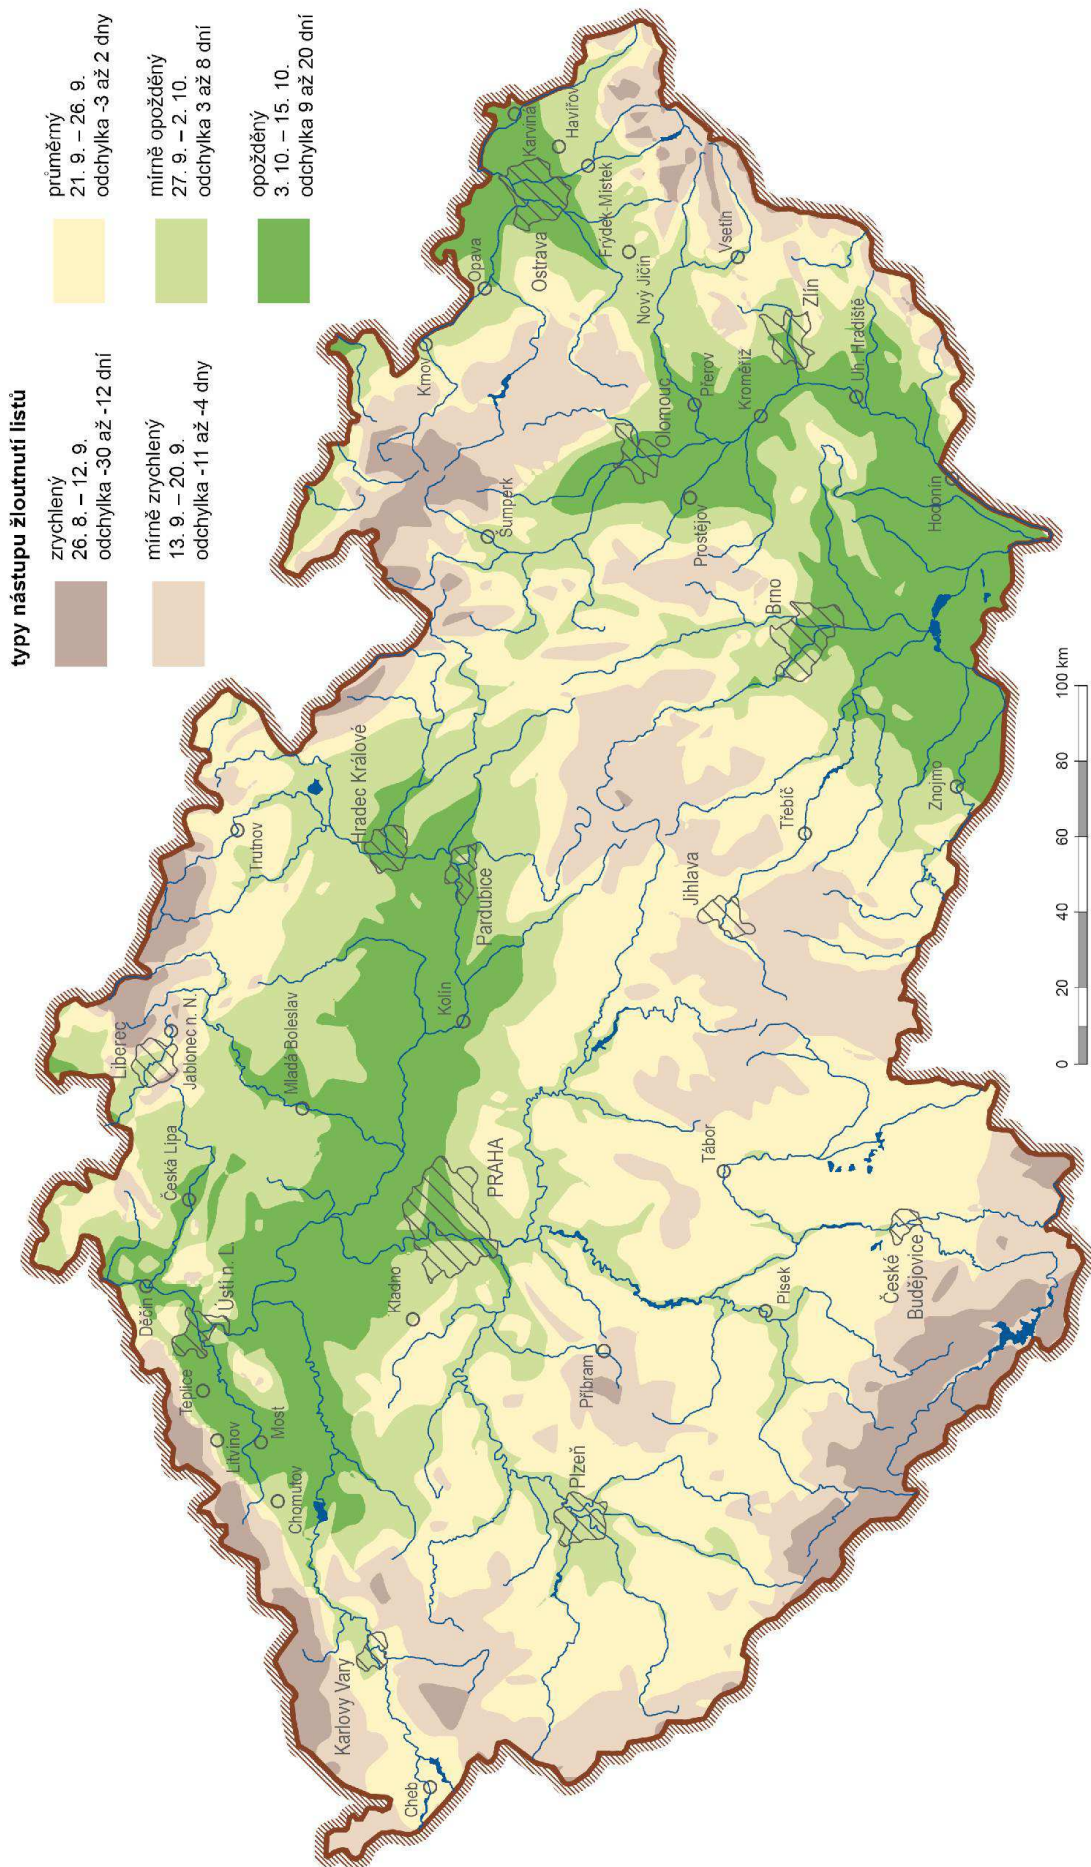 typy nástupu žloutnutí listů
zrychlený
26. 8. – 12. 9.
odchylka -30 až -12 dní
mírně zrychlený
13. 9. – 20. 9.
odchylka -11 až -4 dny
průměrný
21. 9. – 26. 9.
odchylka -3 až 2 dny
mírně opožděný
27. 9. – 2. 10.
odchylka 3 až 8 dní
opožděný
3. 10. – 15. 10.
odchylka 9 až 20 dní
Děčín
Ústí n. L.
Teplice
Litvínov
Most
Chomutov
Česká Lípa
Liberec
Jablonec n. N.
Mladá Boleslav
Trutnov
Hradec Králové
Pardubice
Kolín
Kladno
PRAHA
Karlovy Vary
Cheb
Plzeň
Příbram
Písek
Tábor
České
Budějovice
Jihlava
Třebíč
Znojmo
Brno
Šumperk
Krnov
Opava
Ostrava
Karviná
Havířov
Frýdek-Místek
Nový Jičín
Olomouc
Přerov
Prostějov
Kroměříž
Vsetín
Zlín
Uh. Hradiště
Hodonín
0
20
40
60
80
100 km